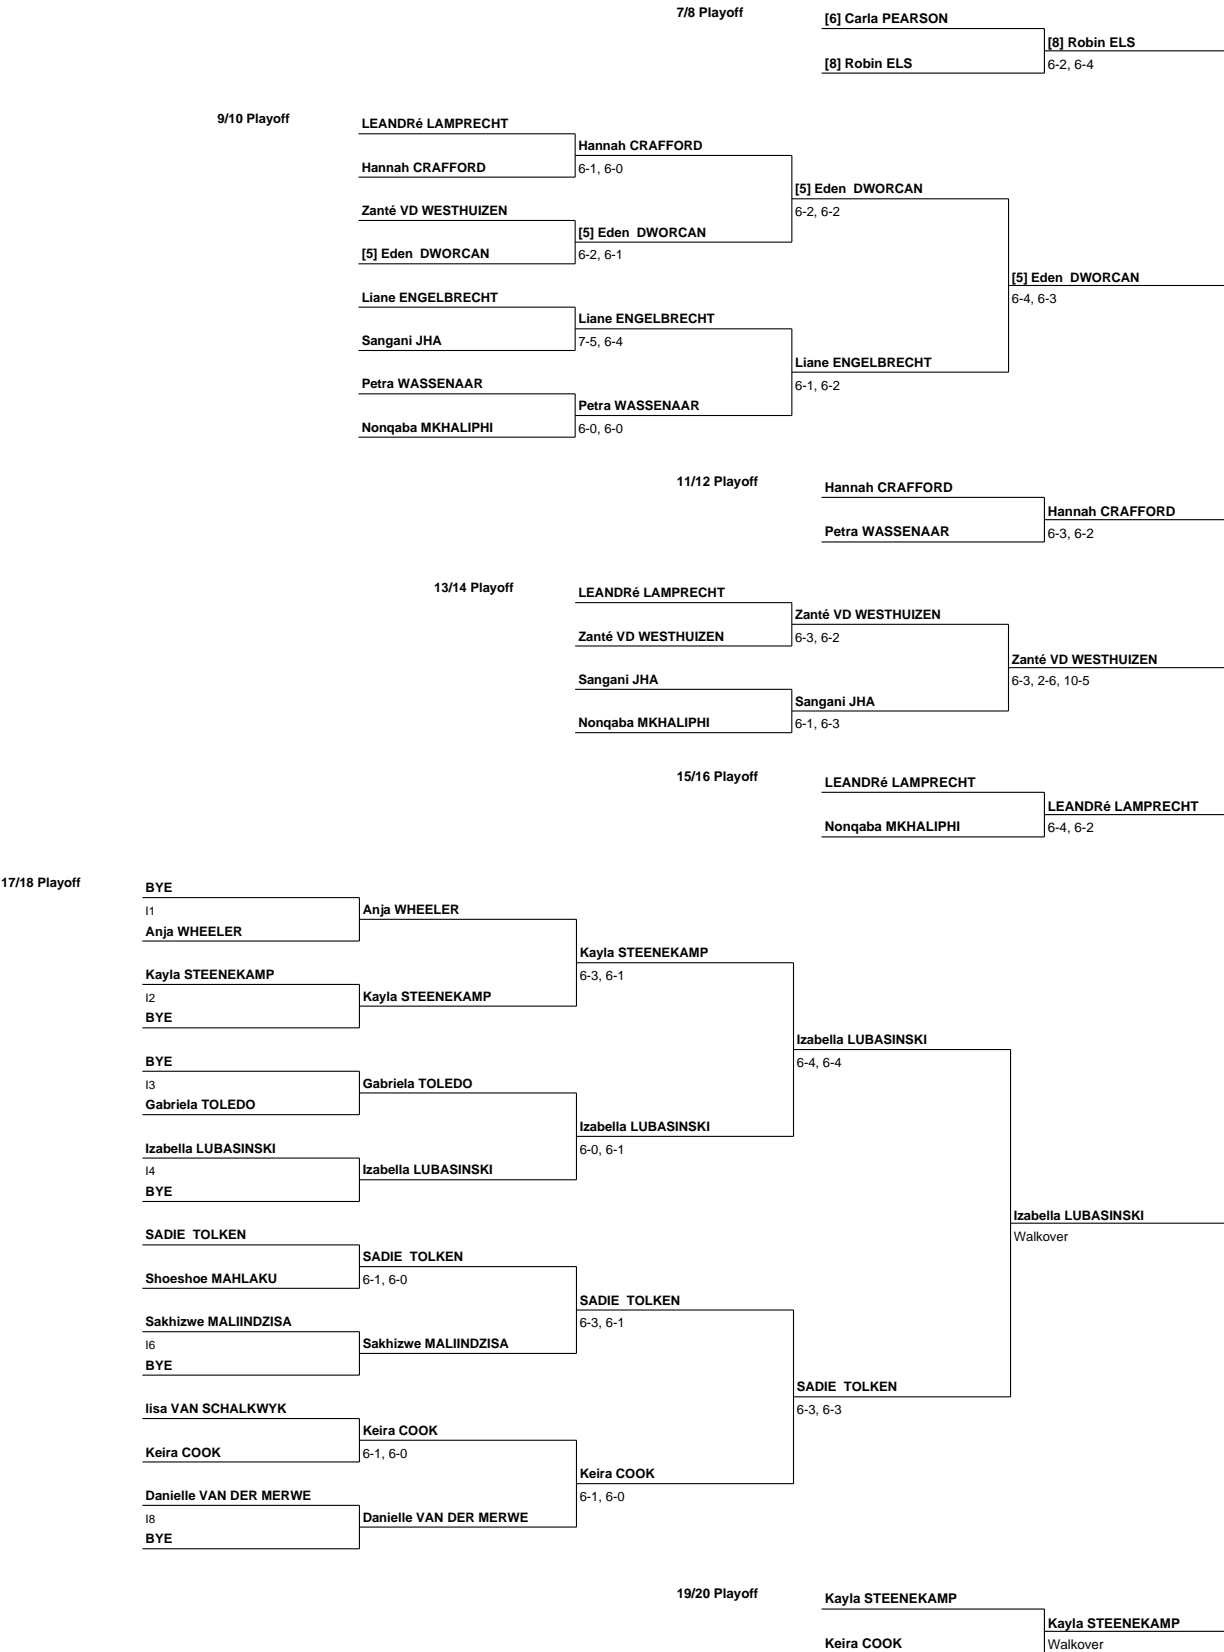 7/8 Playoff
[6] Carla PEARSON
[8] Robin ELS
[8] Robin ELS
6-2, 6-4
9/10 Playoff
LEANDRé LAMPRECHT
Hannah CRAFFORD
Hannah CRAFFORD
6-1, 6-0
[5] Eden DWORCAN
6-2, 6-2
Zanté VD WESTHUIZEN
[5] Eden DWORCAN
[5] Eden DWORCAN
6-2, 6-1
[5] Eden DWORCAN
6-4, 6-3
Liane ENGELBRECHT
Liane ENGELBRECHT
Sangani JHA
7-5, 6-4
Liane ENGELBRECHT
6-1, 6-2
Petra WASSENAAR
Petra WASSENAAR
Nonqaba MKHALIPHI
6-0, 6-0
11/12 Playoff
Hannah CRAFFORD
Hannah CRAFFORD
Petra WASSENAAR
6-3, 6-2
13/14 Playoff
LEANDRé LAMPRECHT
Zanté VD WESTHUIZEN
Zanté VD WESTHUIZEN
6-3, 6-2
Zanté VD WESTHUIZEN
6-3, 2-6, 10-5
Sangani JHA
Sangani JHA
Nonqaba MKHALIPHI
6-1, 6-3
15/16 Playoff
LEANDRé LAMPRECHT
LEANDRé LAMPRECHT
Nonqaba MKHALIPHI
6-4, 6-2
17/18 Playoff
BYE
I1
Anja WHEELER
Anja WHEELER
Kayla STEENEKAMP
6-3, 6-1
Kayla STEENEKAMP
I2
Kayla STEENEKAMP
BYE
Izabella LUBASINSKI
6-4, 6-4
BYE
I3
Gabriela TOLEDO
Gabriela TOLEDO
Izabella LUBASINSKI
6-0, 6-1
Izabella LUBASINSKI
I4
Izabella LUBASINSKI
BYE
Izabella LUBASINSKI
Walkover
SADIE TOLKEN
SADIE TOLKEN
Shoeshoe MAHLAKU
6-1, 6-0
SADIE TOLKEN
6-3, 6-1
Sakhizwe MALIINDZISA
I6
Sakhizwe MALIINDZISA
BYE
SADIE TOLKEN
6-3, 6-3
lisa VAN SCHALKWYK
Keira COOK
Keira COOK
6-1, 6-0
Keira COOK
6-1, 6-0
Danielle VAN DER MERWE
I8
Danielle VAN DER MERWE
BYE
19/20 Playoff
Kayla STEENEKAMP
Kayla STEENEKAMP
Keira COOK
Walkover